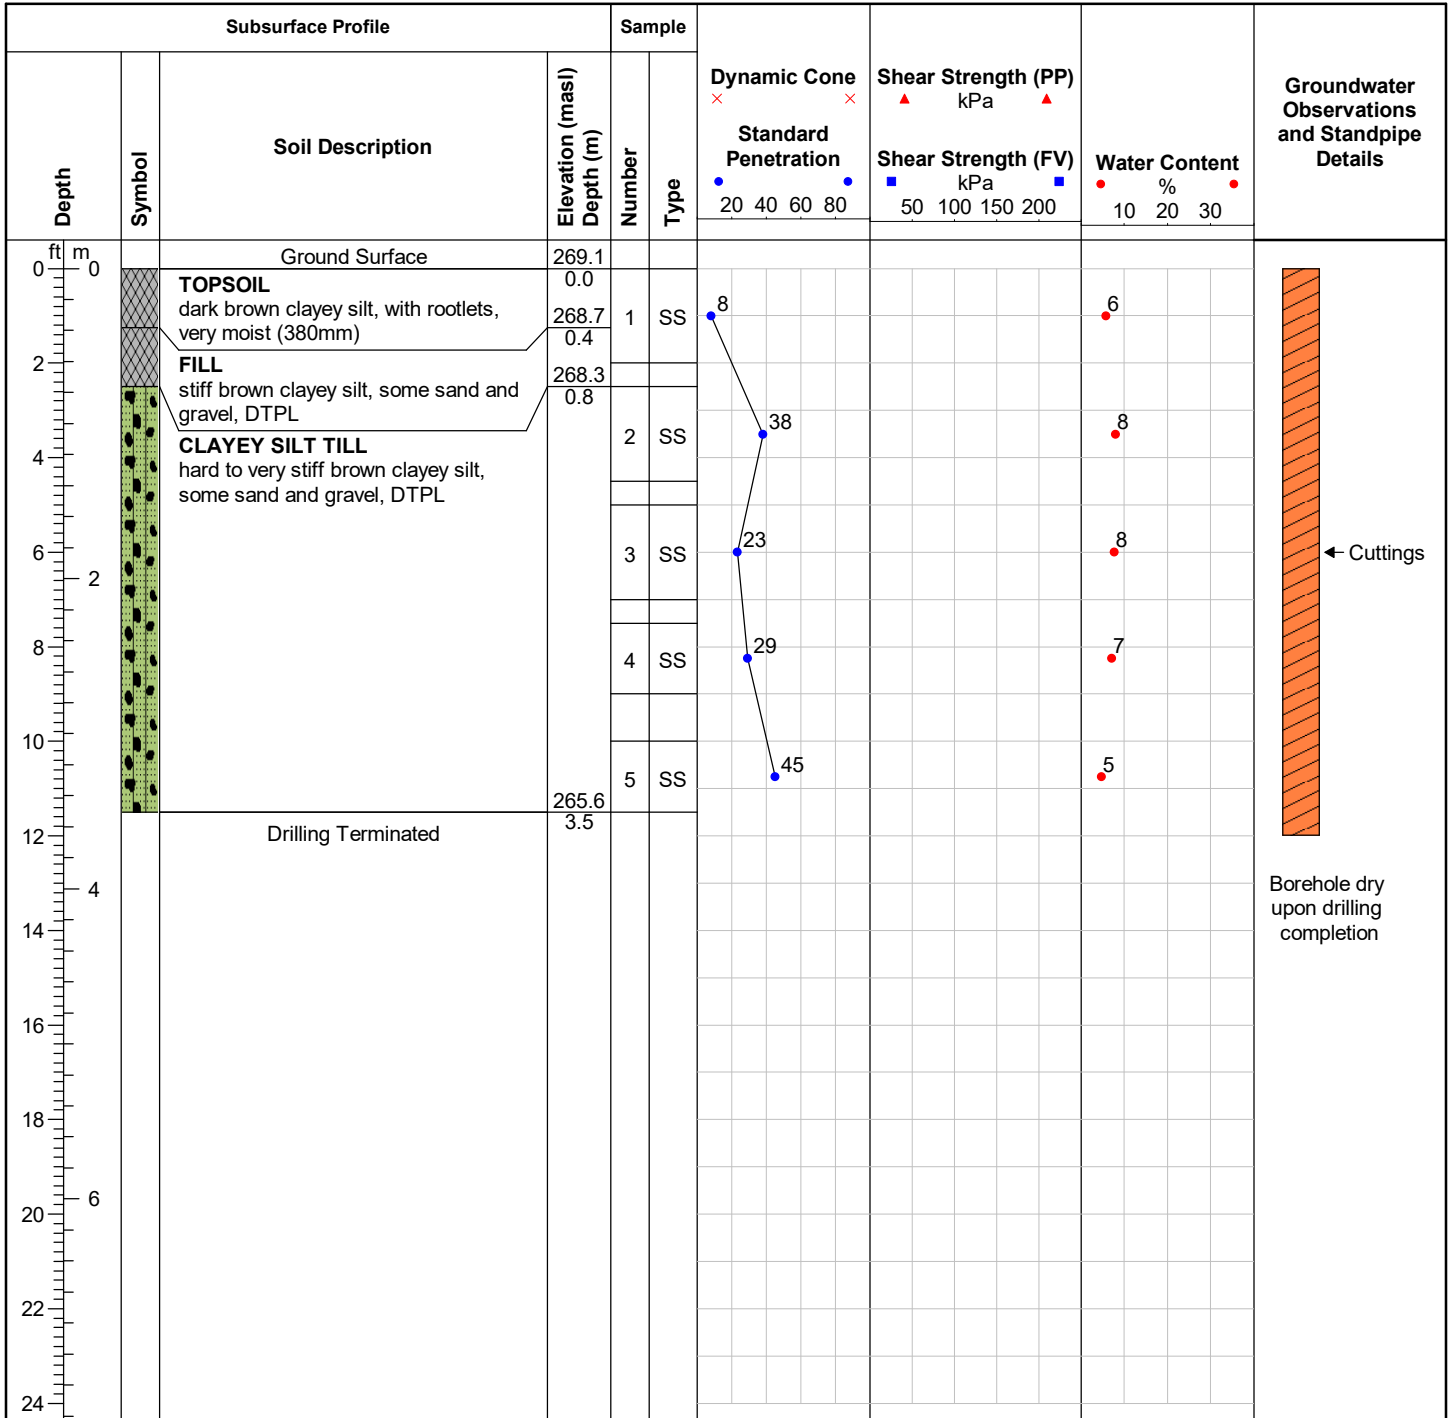 Subsurface Profile
Sample
Depth
Symbol
Soil Description
Elevation (masl)
Depth (m)
Number
Type
Dynamic Cone
Standard
Penetration
20 40 60 80
Shear Strength (PP)
kPa
Shear Strength (FV)
kPa
50 100 150 200
Water Content
%
10 20 30
Groundwater
Observations
and Standpipe
Details
ft m
Ground Surface
269.1
0 0
0.0
TOPSOIL
dark brown clayey silt, with rootlets,
very moist (380mm)
268.7
0.4
1 SS
8
6
2
FILL
stiff brown clayey silt, some sand and
gravel, DTPL
268.3
0.8
CLAYEY SILT TILL
hard to very stiff brown clayey silt,
some sand and gravel, DTPL
2 SS
38
8
4
3 SS
23
8
6
2
Cuttings
4 SS
29
7
8
10
5 SS
45
5
265.6
3.5
Drilling Terminated
12
4
Borehole dry
upon drilling
completion
14
16
18
6
20
22
24